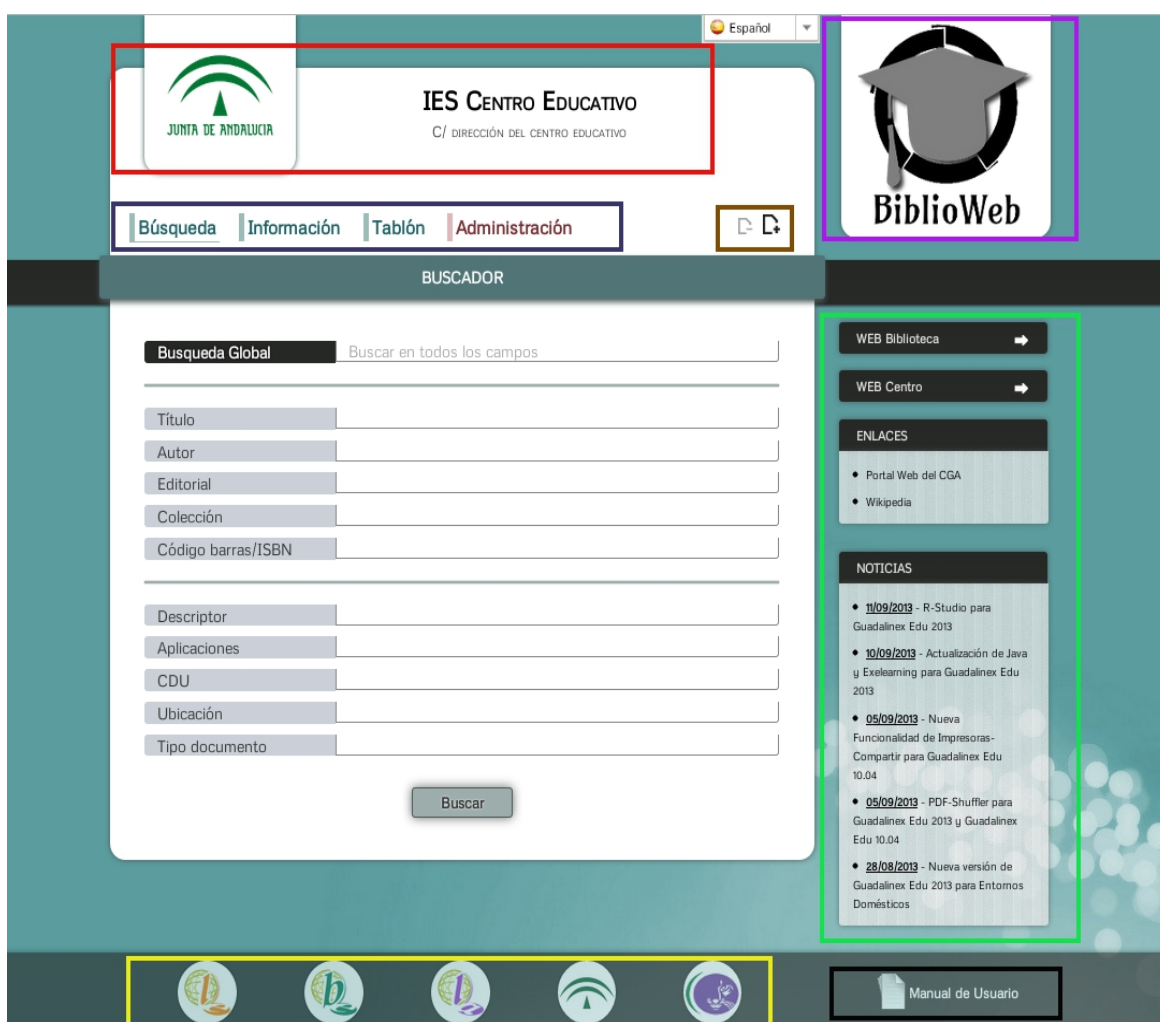 Español
JUNTA DE ANDALUCIA
IES CENTRO EDUCATIVO
C/ DIRECCIÓN DEL CENTRO EDUCATIVO
BiblioWeb
Búsqueda
Información
Tablón
Administración
BUSCADOR
Busqueda Global
Buscar en todos los campos
Título
Autor
Editorial
Colección
Código barras/ISBN
Descriptor
Aplicaciones
CDU
Ubicación
Tipo documento
Buscar
WEB Biblioteca
WEB Centro
ENLACES
Portal Web del CGA
Wikipedia
NOTICIAS
11/09/2013 - R-Studio para
Guadalinex Edu 2013
10/09/2013 - Actualización de Java
y Exelearning para Guadalinex Edu
2013
05/09/2013 - Nueva
Funcionalidad de Impresoras-
Compartir para Guadalinex Edu
10.04
05/09/2013 - PDF-Shuffler para
Guadalinex Edu 2013 y Guadalinex
Edu 10.04
28/08/2013 - Nueva versión de
Guadalinex Edu 2013 para Entornos
Domésticos
Manual de Usuario